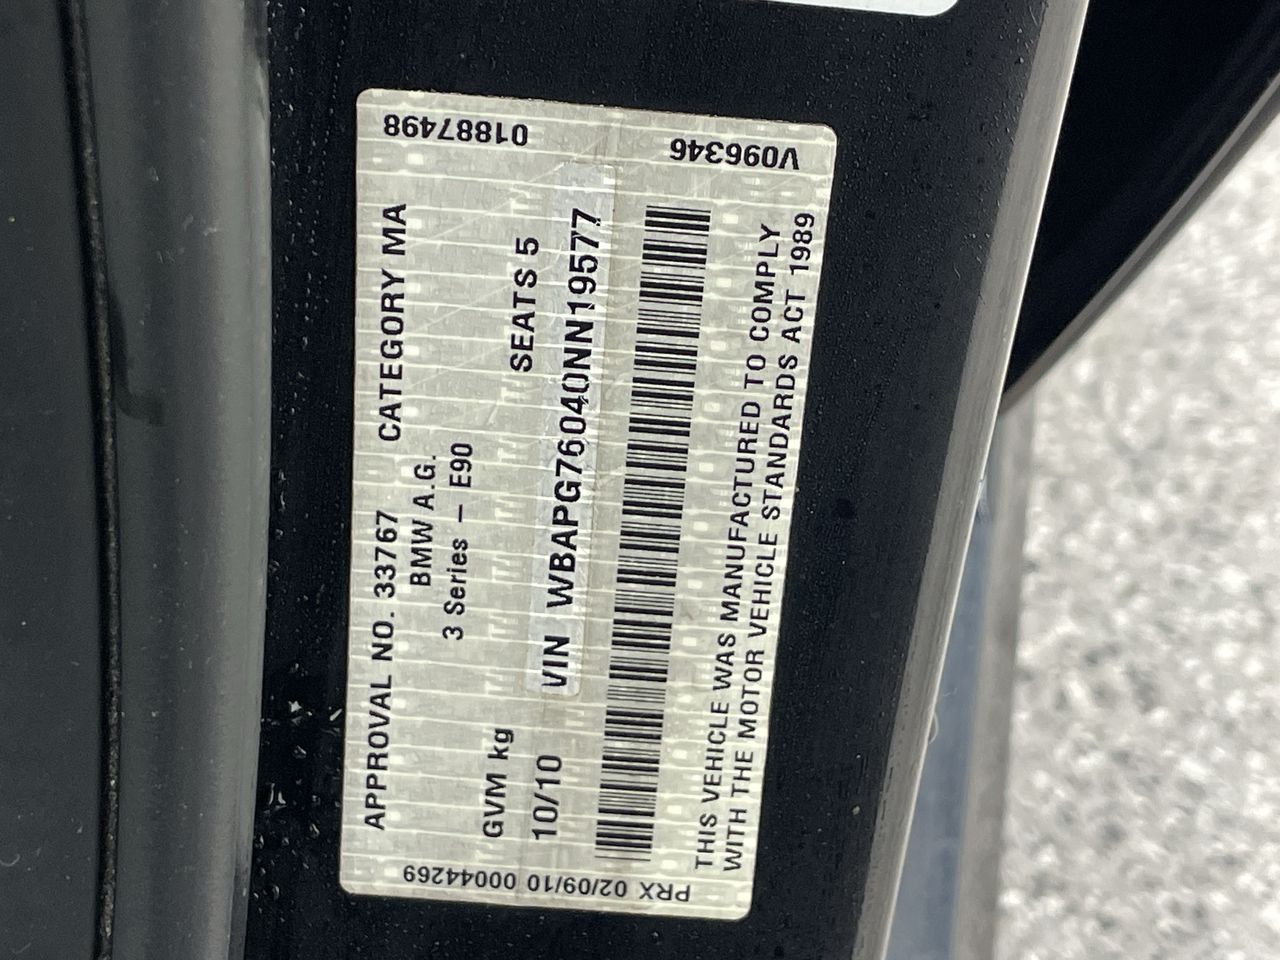 APPROVAL NO. 33767 CATEGORY MA
BMW A.G.
3 Series – E90
GVM kg SEATS 5
10/10 VIN WBAPG76040NN19577
THIS VEHICLE WAS MANUFACTURED TO COMPLY
WITH THE MOTOR VEHICLE STANDARDS ACT 1989
01887498
V096346
PRX 02/09/10 00044269